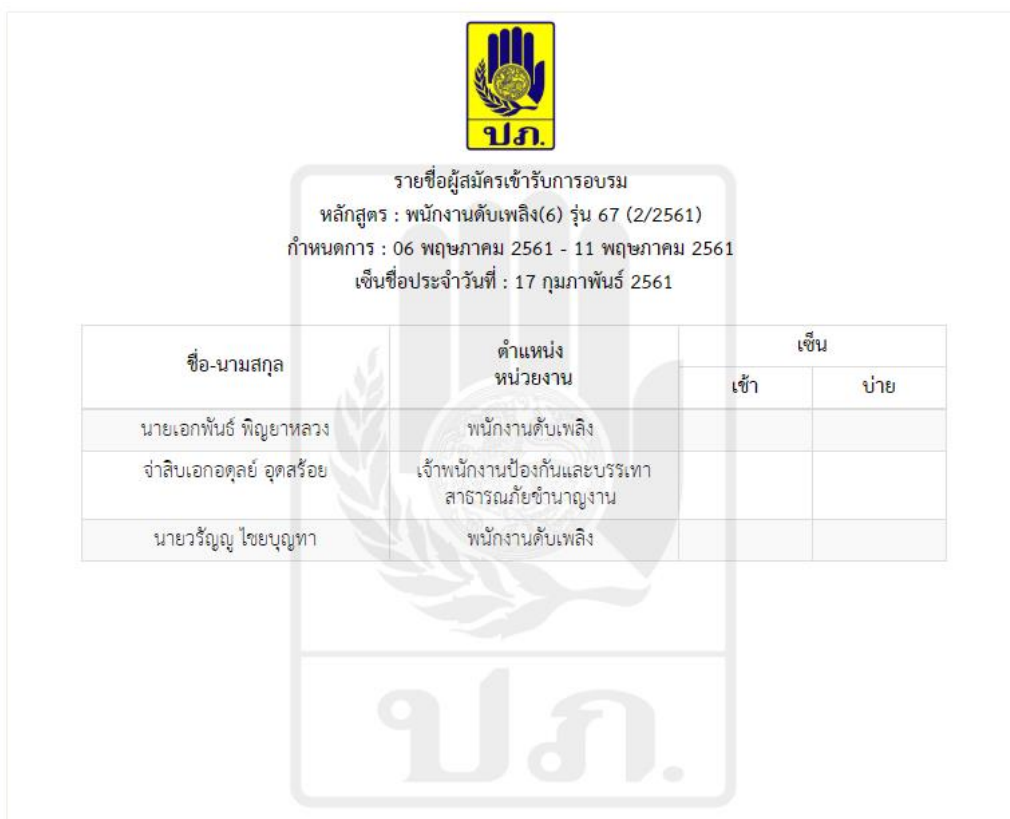 ปภ.
รายชื่อผู้สมัครเข้ารับการอบรม
หลักสูตร : พนักงานดับเพลิง(6) รุ่น 67 (2/2561)
กำหนดการ : 06 พฤษภาคม 2561 - 11 พฤษภาคม 2561
เซ็นชื่อประจำวันที่ : 17 กุมภาพันธ์ 2561
ชื่อ-นามสกุล
ตำแหน่ง
หน่วยงาน
เซ็น
เช้า
บ่าย
นายเอกพันธ์ พิญยาหลวง
พนักงานดับเพลิง
จ่าสิบเอกอดุลย์ อุดสร้อย
เจ้าพนักงานป้องกันและบรรเทา
สาธารณภัยชำนาญงาน
นายวรัญญู ไชยบุญทา
พนักงานดับเพลิง
ปภ.